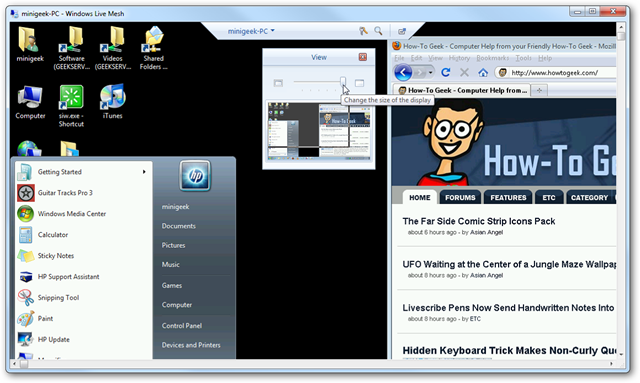 minigeek-PC - Windows Live Mesh
minigeek-PC
minigeek
Software (GEEKSERV...
Videos (GEEKSERV...
Shared Folders ...
Computer
siw.exe - Shortcut
iTunes
View
Change the size of the display
Getting Started
Guitar Tracks Pro 3
Windows Media Center
Calculator
Sticky Notes
HP Support Assistant
Snipping Tool
Paint
HP Update
hp
minigeek
Documents
Pictures
Music
Games
Computer
Control Panel
Devices and Printers
How-To Geek - Computer Help from your Friendly How-To Geek - Mozill
File Edit View History Bookmarks Tools Help
http://www.howtogeek.com/
How-To Geek - Computer Help from ...
How-To Geek
HOME FORUMS FEATURES ETC CATEGORY
The Far Side Comic Strip Icons Pack
about 6 hours ago - by Asian Angel
UFO Waiting at the Center of a Jungle Maze Wallpap
about 6 hours ago - by Asian Angel
Livescribe Pens Now Send Handwritten Notes Into
about 8 hours ago - by ETC
Hidden Keyboard Trick Makes Non-Curly Quo